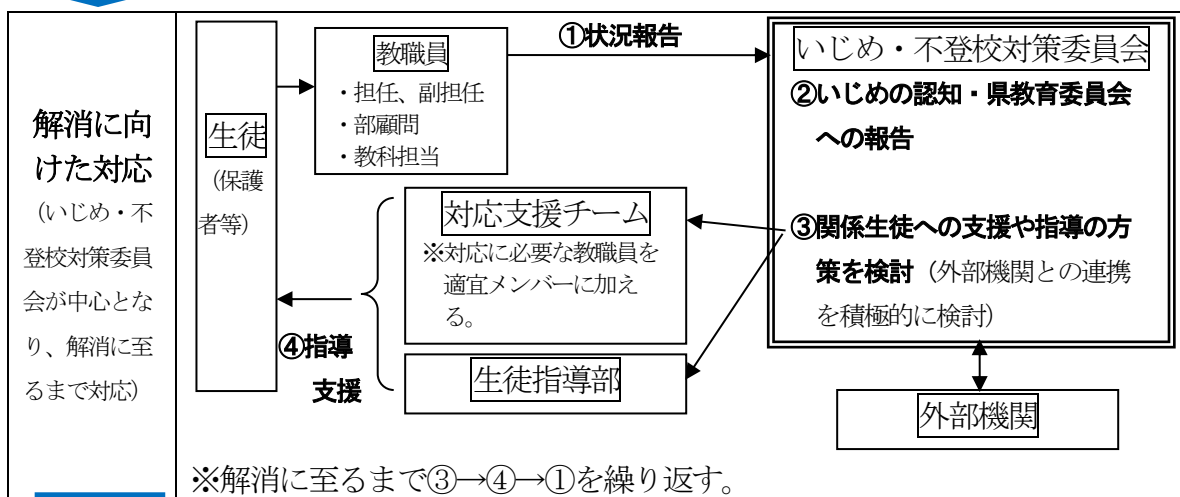 解消に向
けた対応
（いじめ・不
登校対策委員
会が中心とな
り、解消に至
るまで対応）
生徒
（保護
者等）
教職員
・担任、副担任
・部顧問
・教科担当
①状況報告
いじめ・不登校対策委員会
②いじめの認知・県教育委員会
への報告
③関係生徒への支援や指導の方
策を検討（外部機関との連携
を積極的に検討）
対応支援チーム
※対応に必要な教職員を
適宜メンバーに加え
る。
④指導
支援
生徒指導部
外部機関
※解消に至るまで③→④→①を繰り返す。